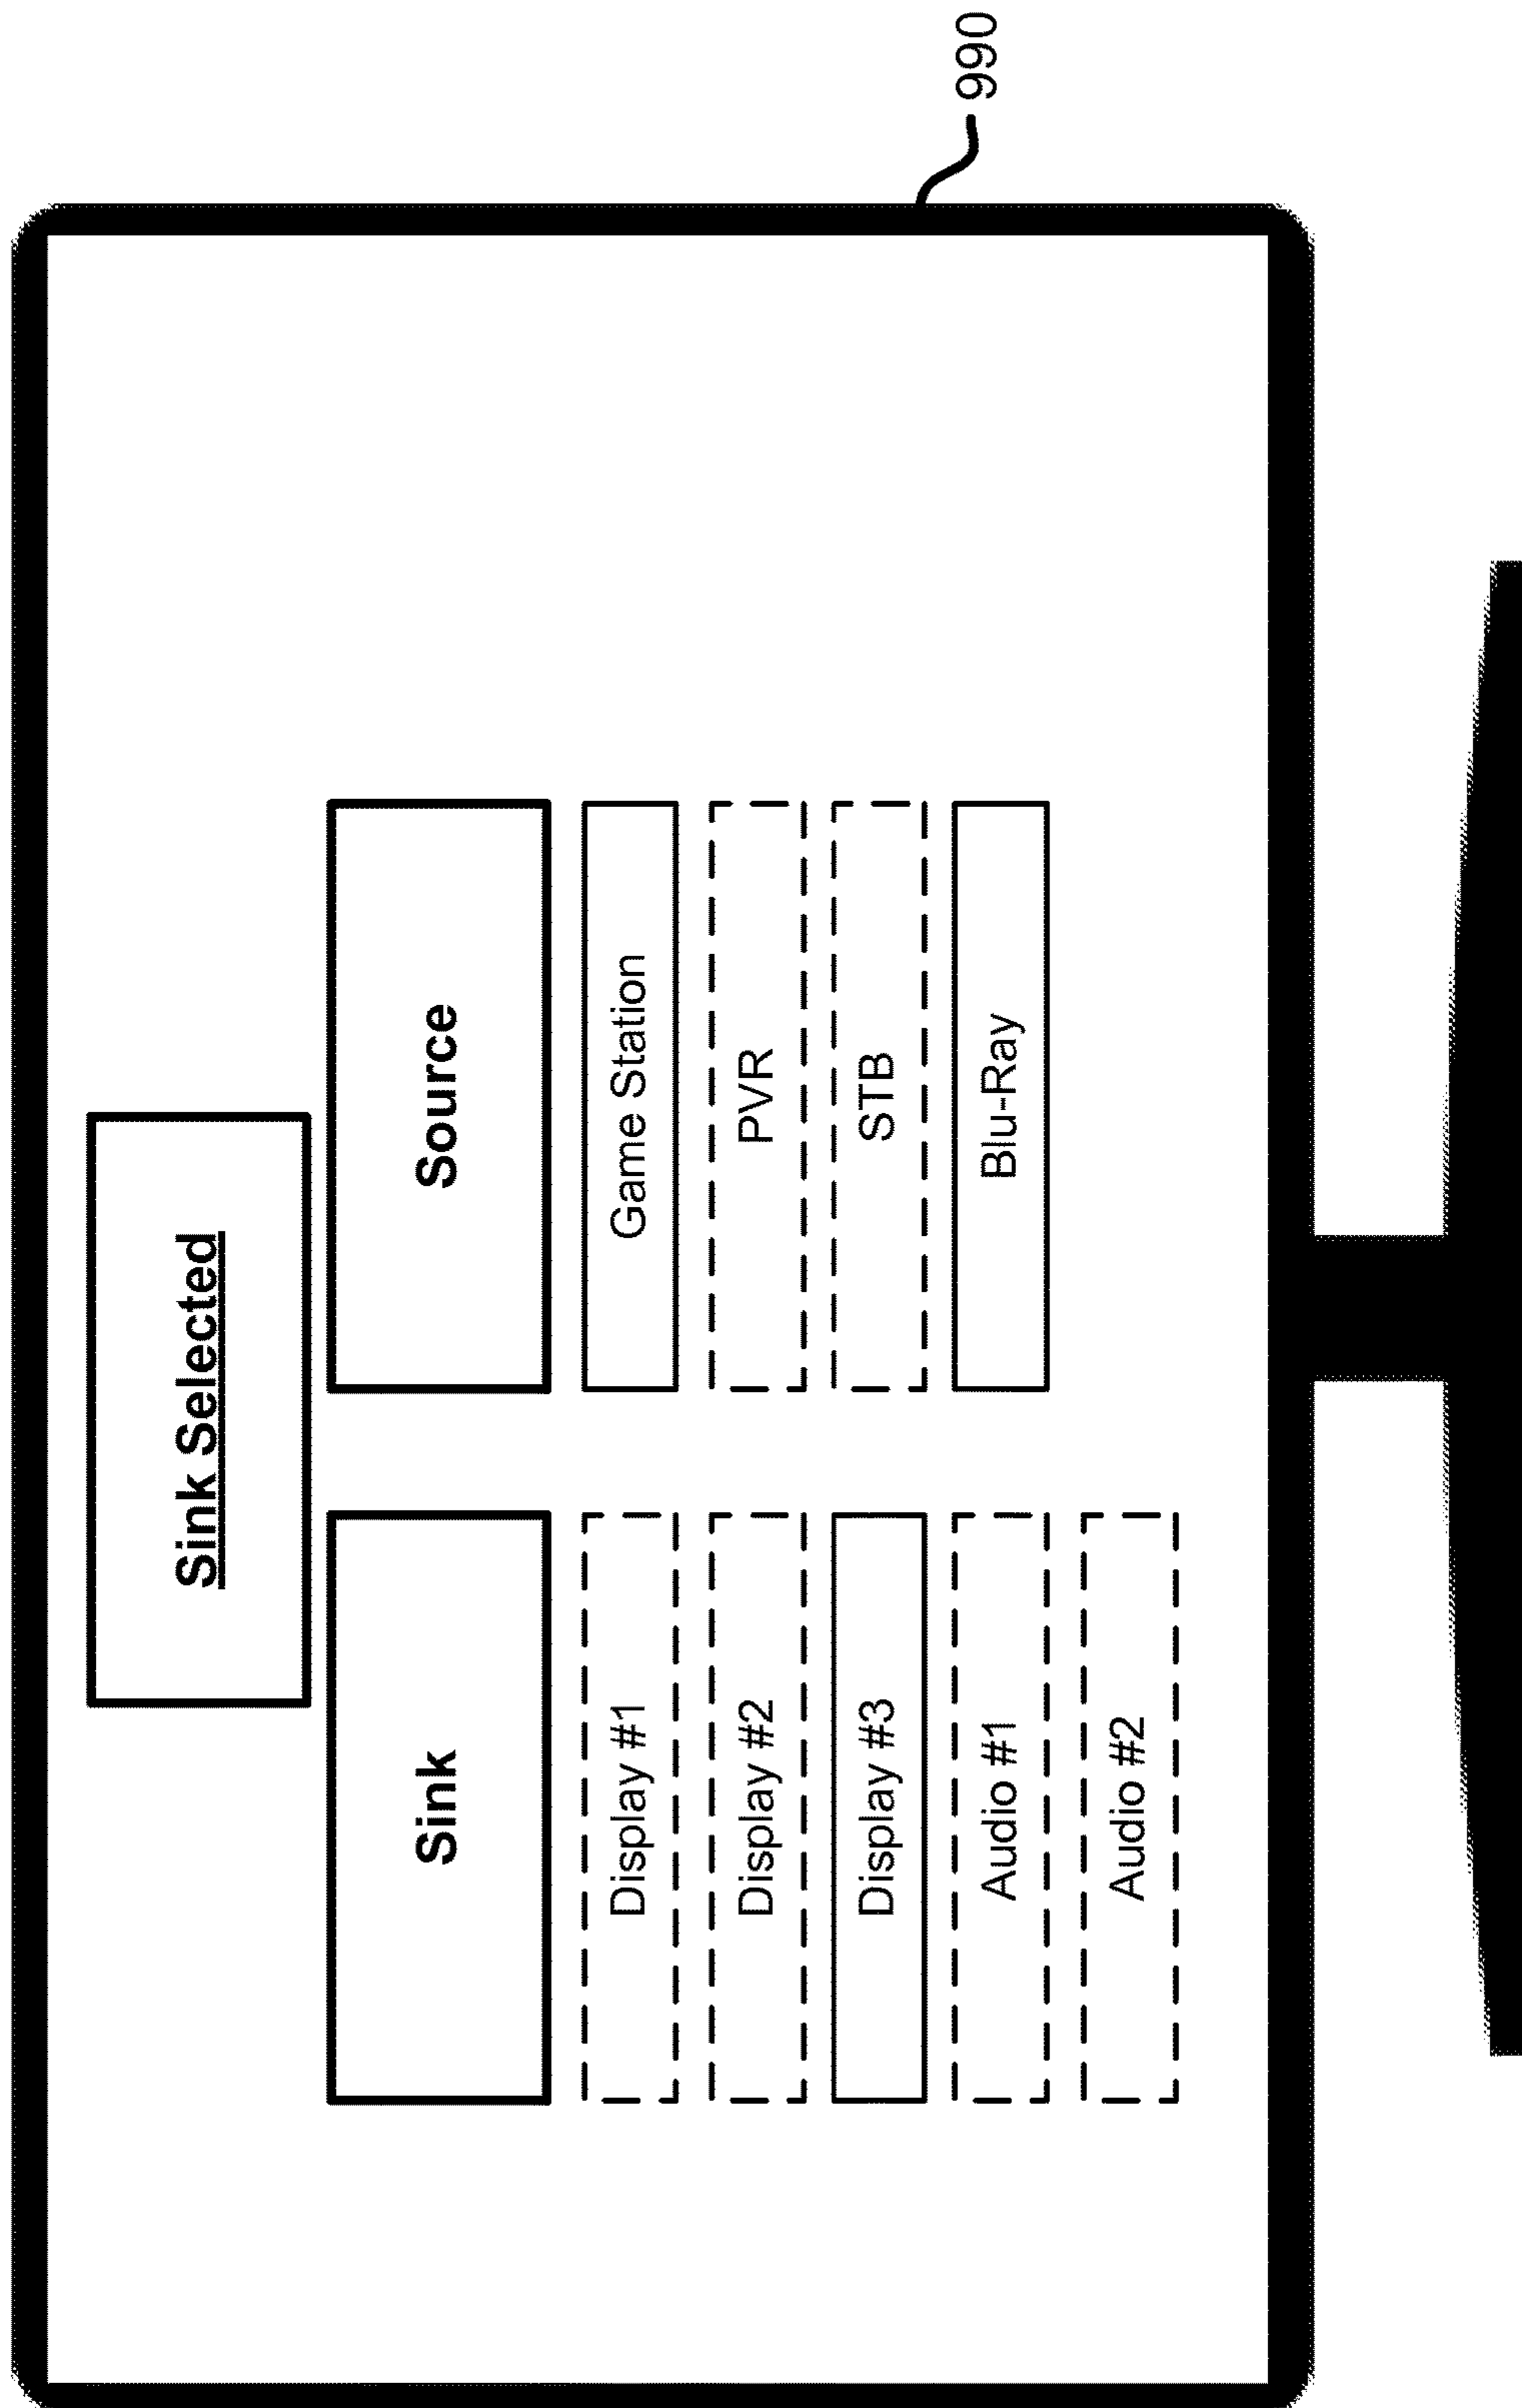 Sink Selected
Sink
Source
Display #1
Game Station
Display #2
PVR
Display #3
STB
Audio #1
Blu-Ray
Audio #2
990